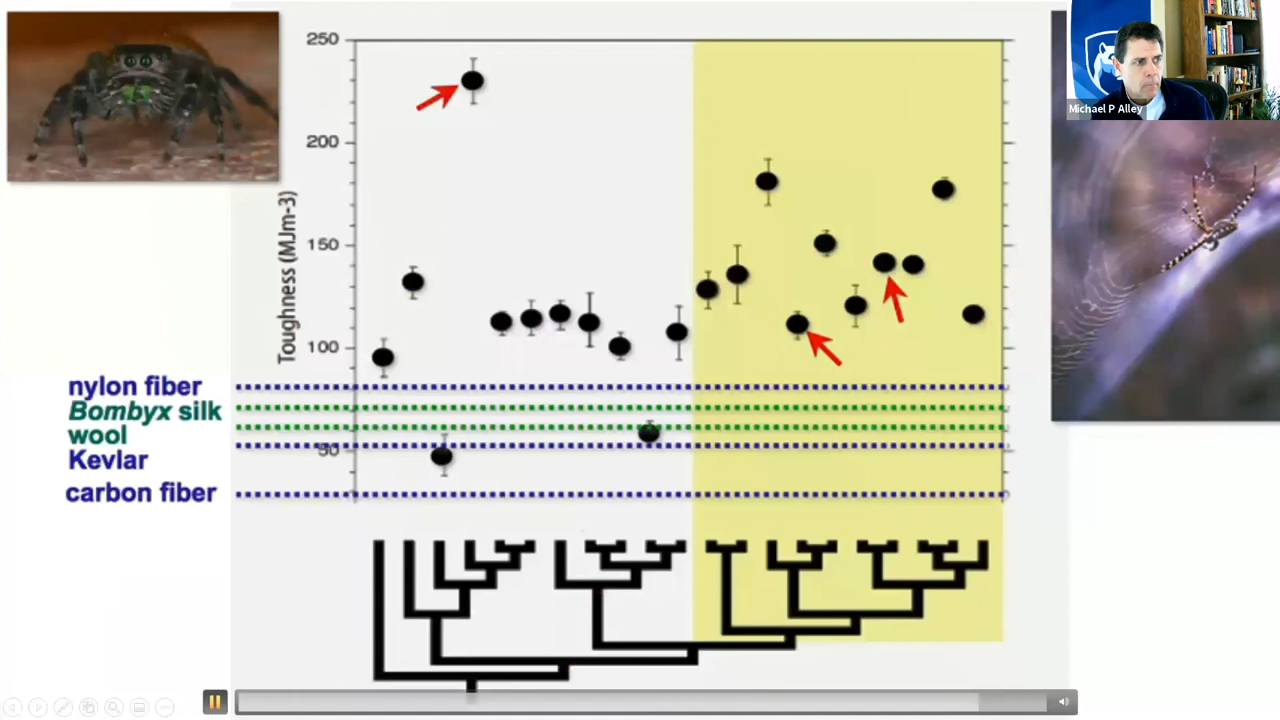 250
200
150
100
50
Toughness (MJm-3)
nylon fiber
Bombyx silk
wool
Kevlar
carbon fiber
Michael P Alley